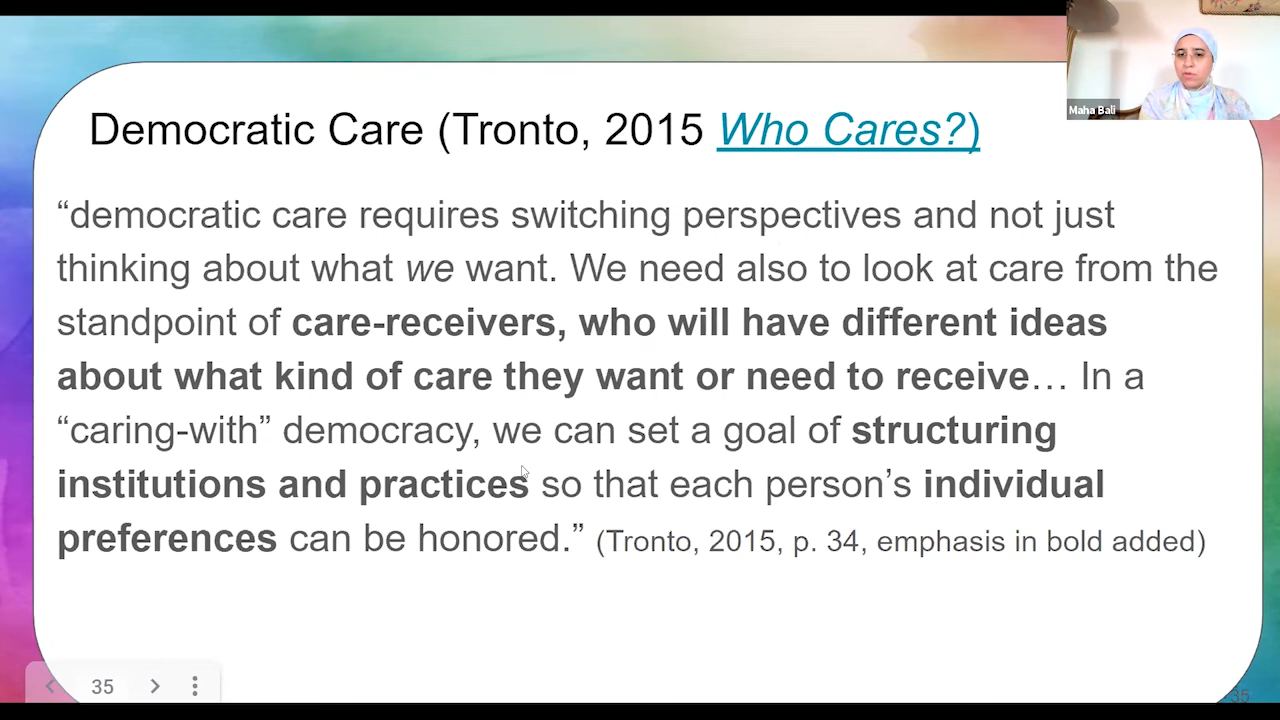 Maha Bali
Democratic Care (Tronto, 2015 Who Cares?)
“democratic care requires switching perspectives and not just
thinking about what we want. We need also to look at care from the
standpoint of care-receivers, who will have different ideas
about what kind of care they want or need to receive… In a
“caring-with” democracy, we can set a goal of structuring
institutions and practices so that each person’s individual
preferences can be honored.” (Tronto, 2015, p. 34, emphasis in bold added)
35
35